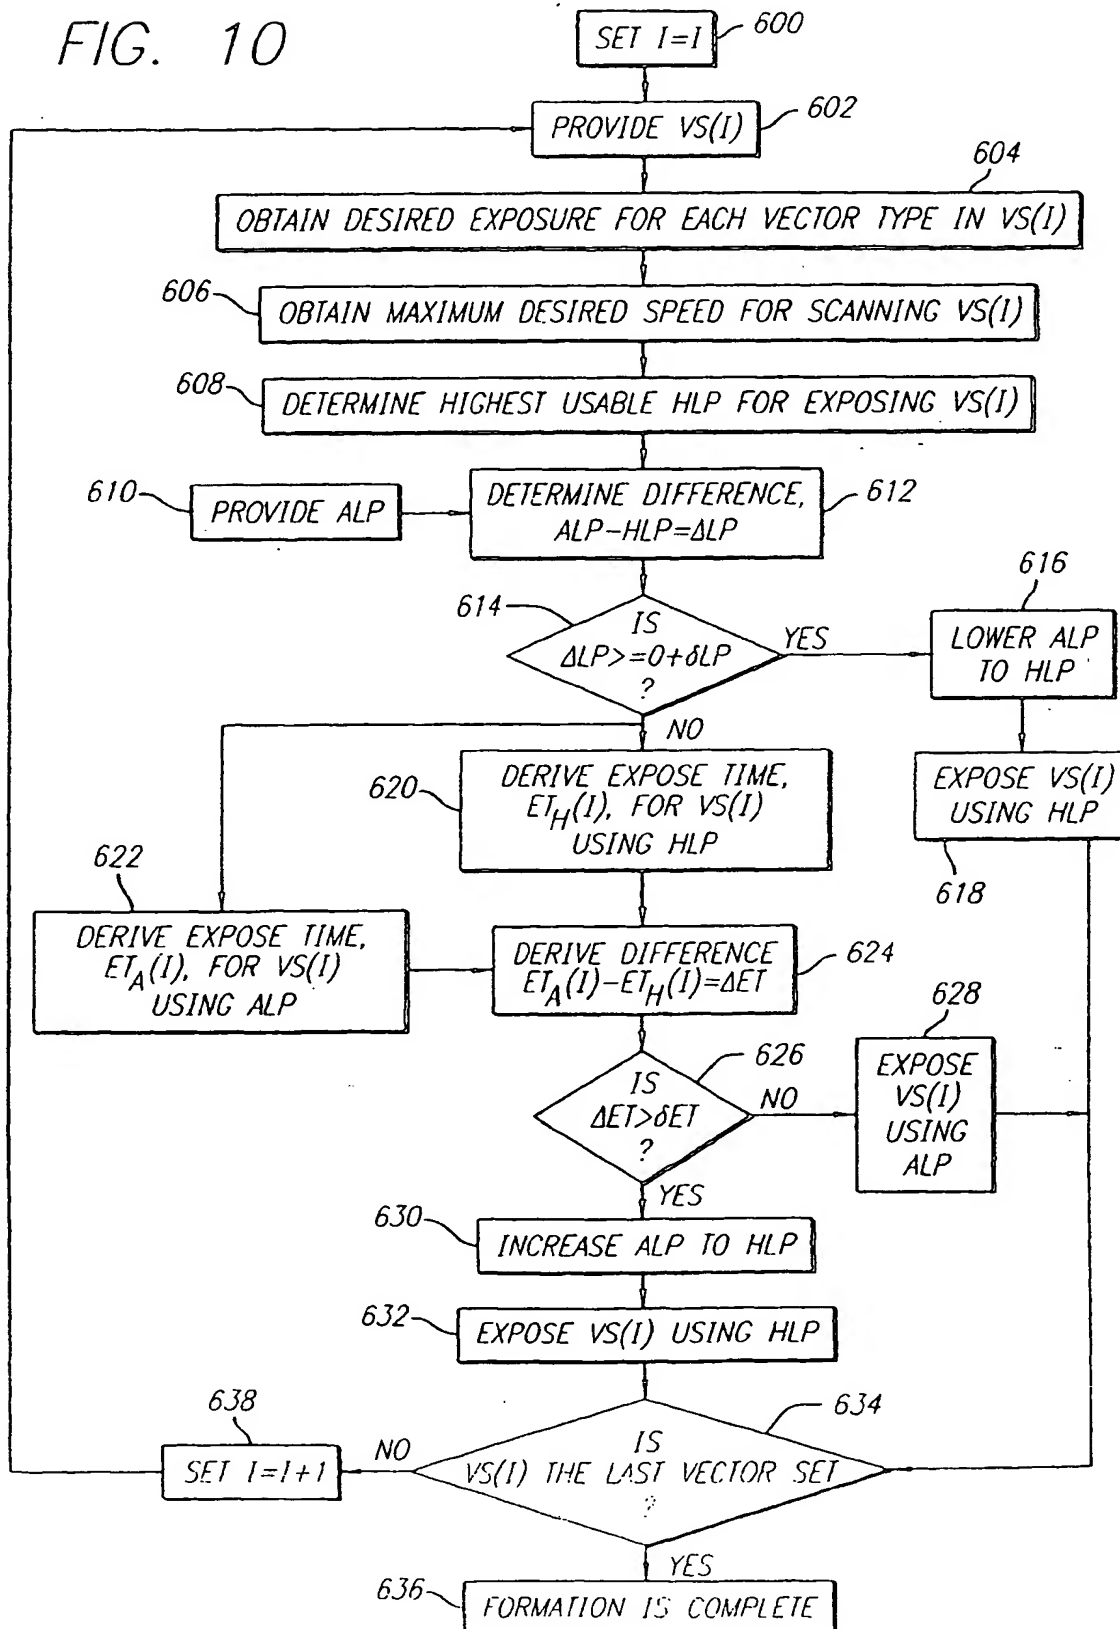 FIG. 10
SET I=I
600
PROVIDE VS(I)
602
604
OBTAIN DESIRED EXPOSURE FOR EACH VECTOR TYPE IN VS(I)
606
OBTAIN MAXIMUM DESIRED SPEED FOR SCANNING VS(I)
608
DETERMINE HIGHEST USABLE HLP FOR EXPOSING VS(I)
610
PROVIDE ALP
DETERMINE DIFFERENCE,
ALP-HLP=ΔLP
612
614
IS
ΔLP>=0+δLP
?
YES
616
LOWER ALP
TO HLP
NO
EXPOSE VS(I)
USING HLP
618
620
DERIVE EXPOSE TIME,
ET_H(I), FOR VS(I)
USING HLP
622
DERIVE EXPOSE TIME,
ET_A(I), FOR VS(I)
USING ALP
DERIVE DIFFERENCE
ET_A(I)-ET_H(I)=ΔET
624
626
IS
ΔET>δET
?
NO
628
EXPOSE
VS(I)
USING
ALP
YES
630
INCREASE ALP TO HLP
632
EXPOSE VS(I) USING HLP
634
IS
VS(I) THE LAST VECTOR SET
?
NO
638
SET I=I+1
YES
636
FORMATION IS COMPLETE